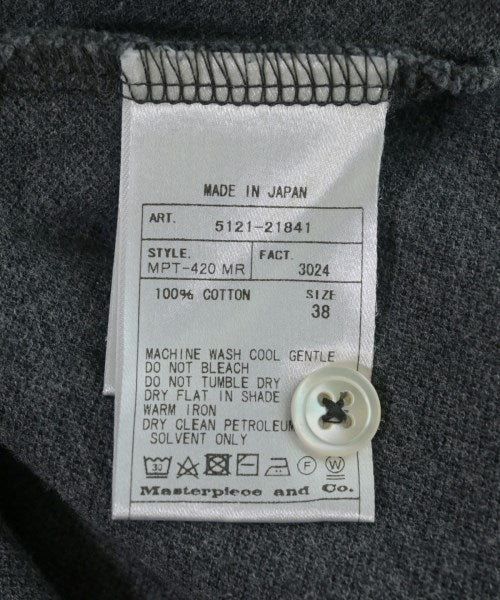 MADE IN JAPAN
ART. 5121-21841
STYLE. FACT.
MPT-420 MR 3024
100% COTTON SIZE
38
MACHINE WASH COOL GENTLE
DO NOT BLEACH
DO NOT TUMBLE DRY
DRY FLAT IN SHADE
WARM IRON
DRY CLEAN PETROLEUM
SOLVENT ONLY
30 F W
Masterpiece and Co.